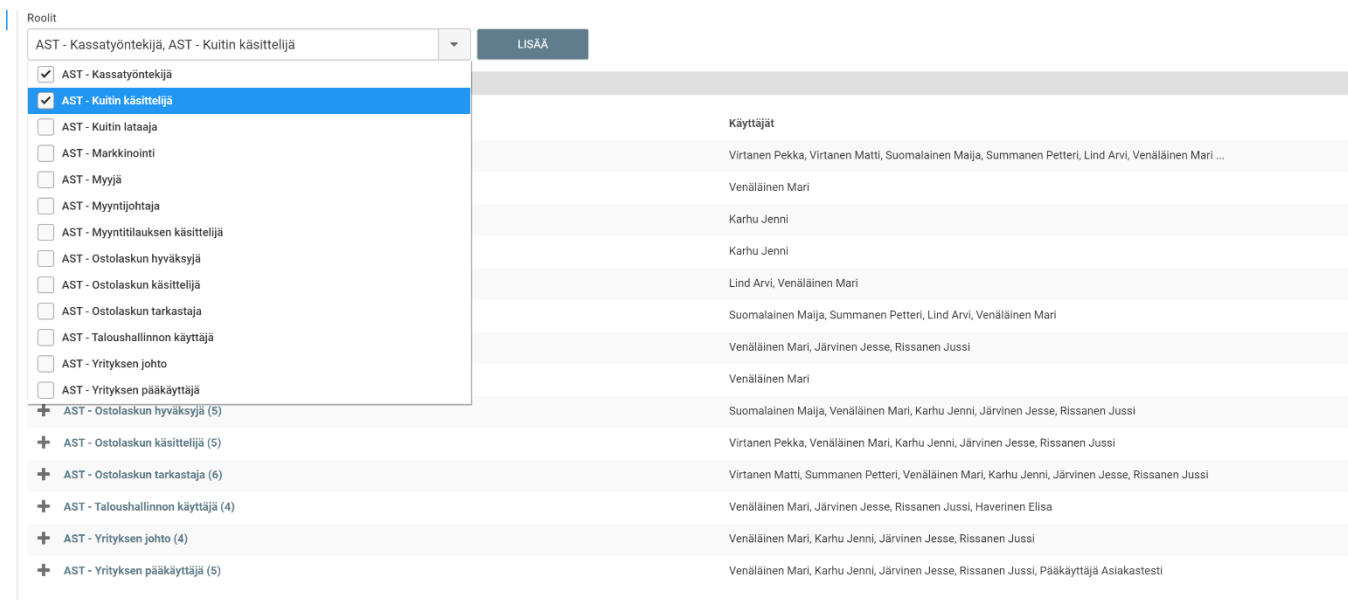 Roolit
AST - Kassatyöntekijä, AST - Kuitin käsittelijä
LISÄÄ
AST - Kassatyöntekijä
AST - Kuitin käsittelijä
AST - Kuitin lataaja
AST - Markkinointi
AST - Myyjä
AST - Myyntijohtaja
AST - Myyntitilauksen käsittelijä
AST - Ostolaskun hyväksyjä
AST - Ostolaskun käsittelijä
AST - Ostolaskun tarkastaja
AST - Taloushallinnon käyttäjä
AST - Yrityksen johto
AST - Yrityksen pääkäyttäjä
Käyttäjät
Virtanen Pekka, Virtanen Matti, Suomalainen Maija, Summanen Petteri, Lind Arvi, Venäläinen Mari ...
Venäläinen Mari
Karhu Jenni
Karhu Jenni
Lind Arvi, Venäläinen Mari
Suomalainen Maija, Summanen Petteri, Lind Arvi, Venäläinen Mari
Venäläinen Mari, Järvinen Jesse, Rissanen Jussi
Venäläinen Mari
AST - Ostolaskun hyväksyjä (5) Suomalainen Maija, Venäläinen Mari, Karhu Jenni, Järvinen Jesse, Rissanen Jussi
AST - Ostolaskun käsittelijä (5) Virtanen Pekka, Venäläinen Mari, Karhu Jenni, Järvinen Jesse, Rissanen Jussi
AST - Ostolaskun tarkastaja (6) Virtanen Matti, Summanen Petteri, Venäläinen Mari, Karhu Jenni, Järvinen Jesse, Rissanen Jussi
AST - Taloushallinnon käyttäjä (4) Venäläinen Mari, Järvinen Jesse, Rissanen Jussi, Haverinen Elisa
AST - Yrityksen johto (4) Venäläinen Mari, Karhu Jenni, Järvinen Jesse, Rissanen Jussi
AST - Yrityksen pääkäyttäjä (5) Venäläinen Mari, Karhu Jenni, Järvinen Jesse, Rissanen Jussi, Pääkäyttäjä Asiakastesti